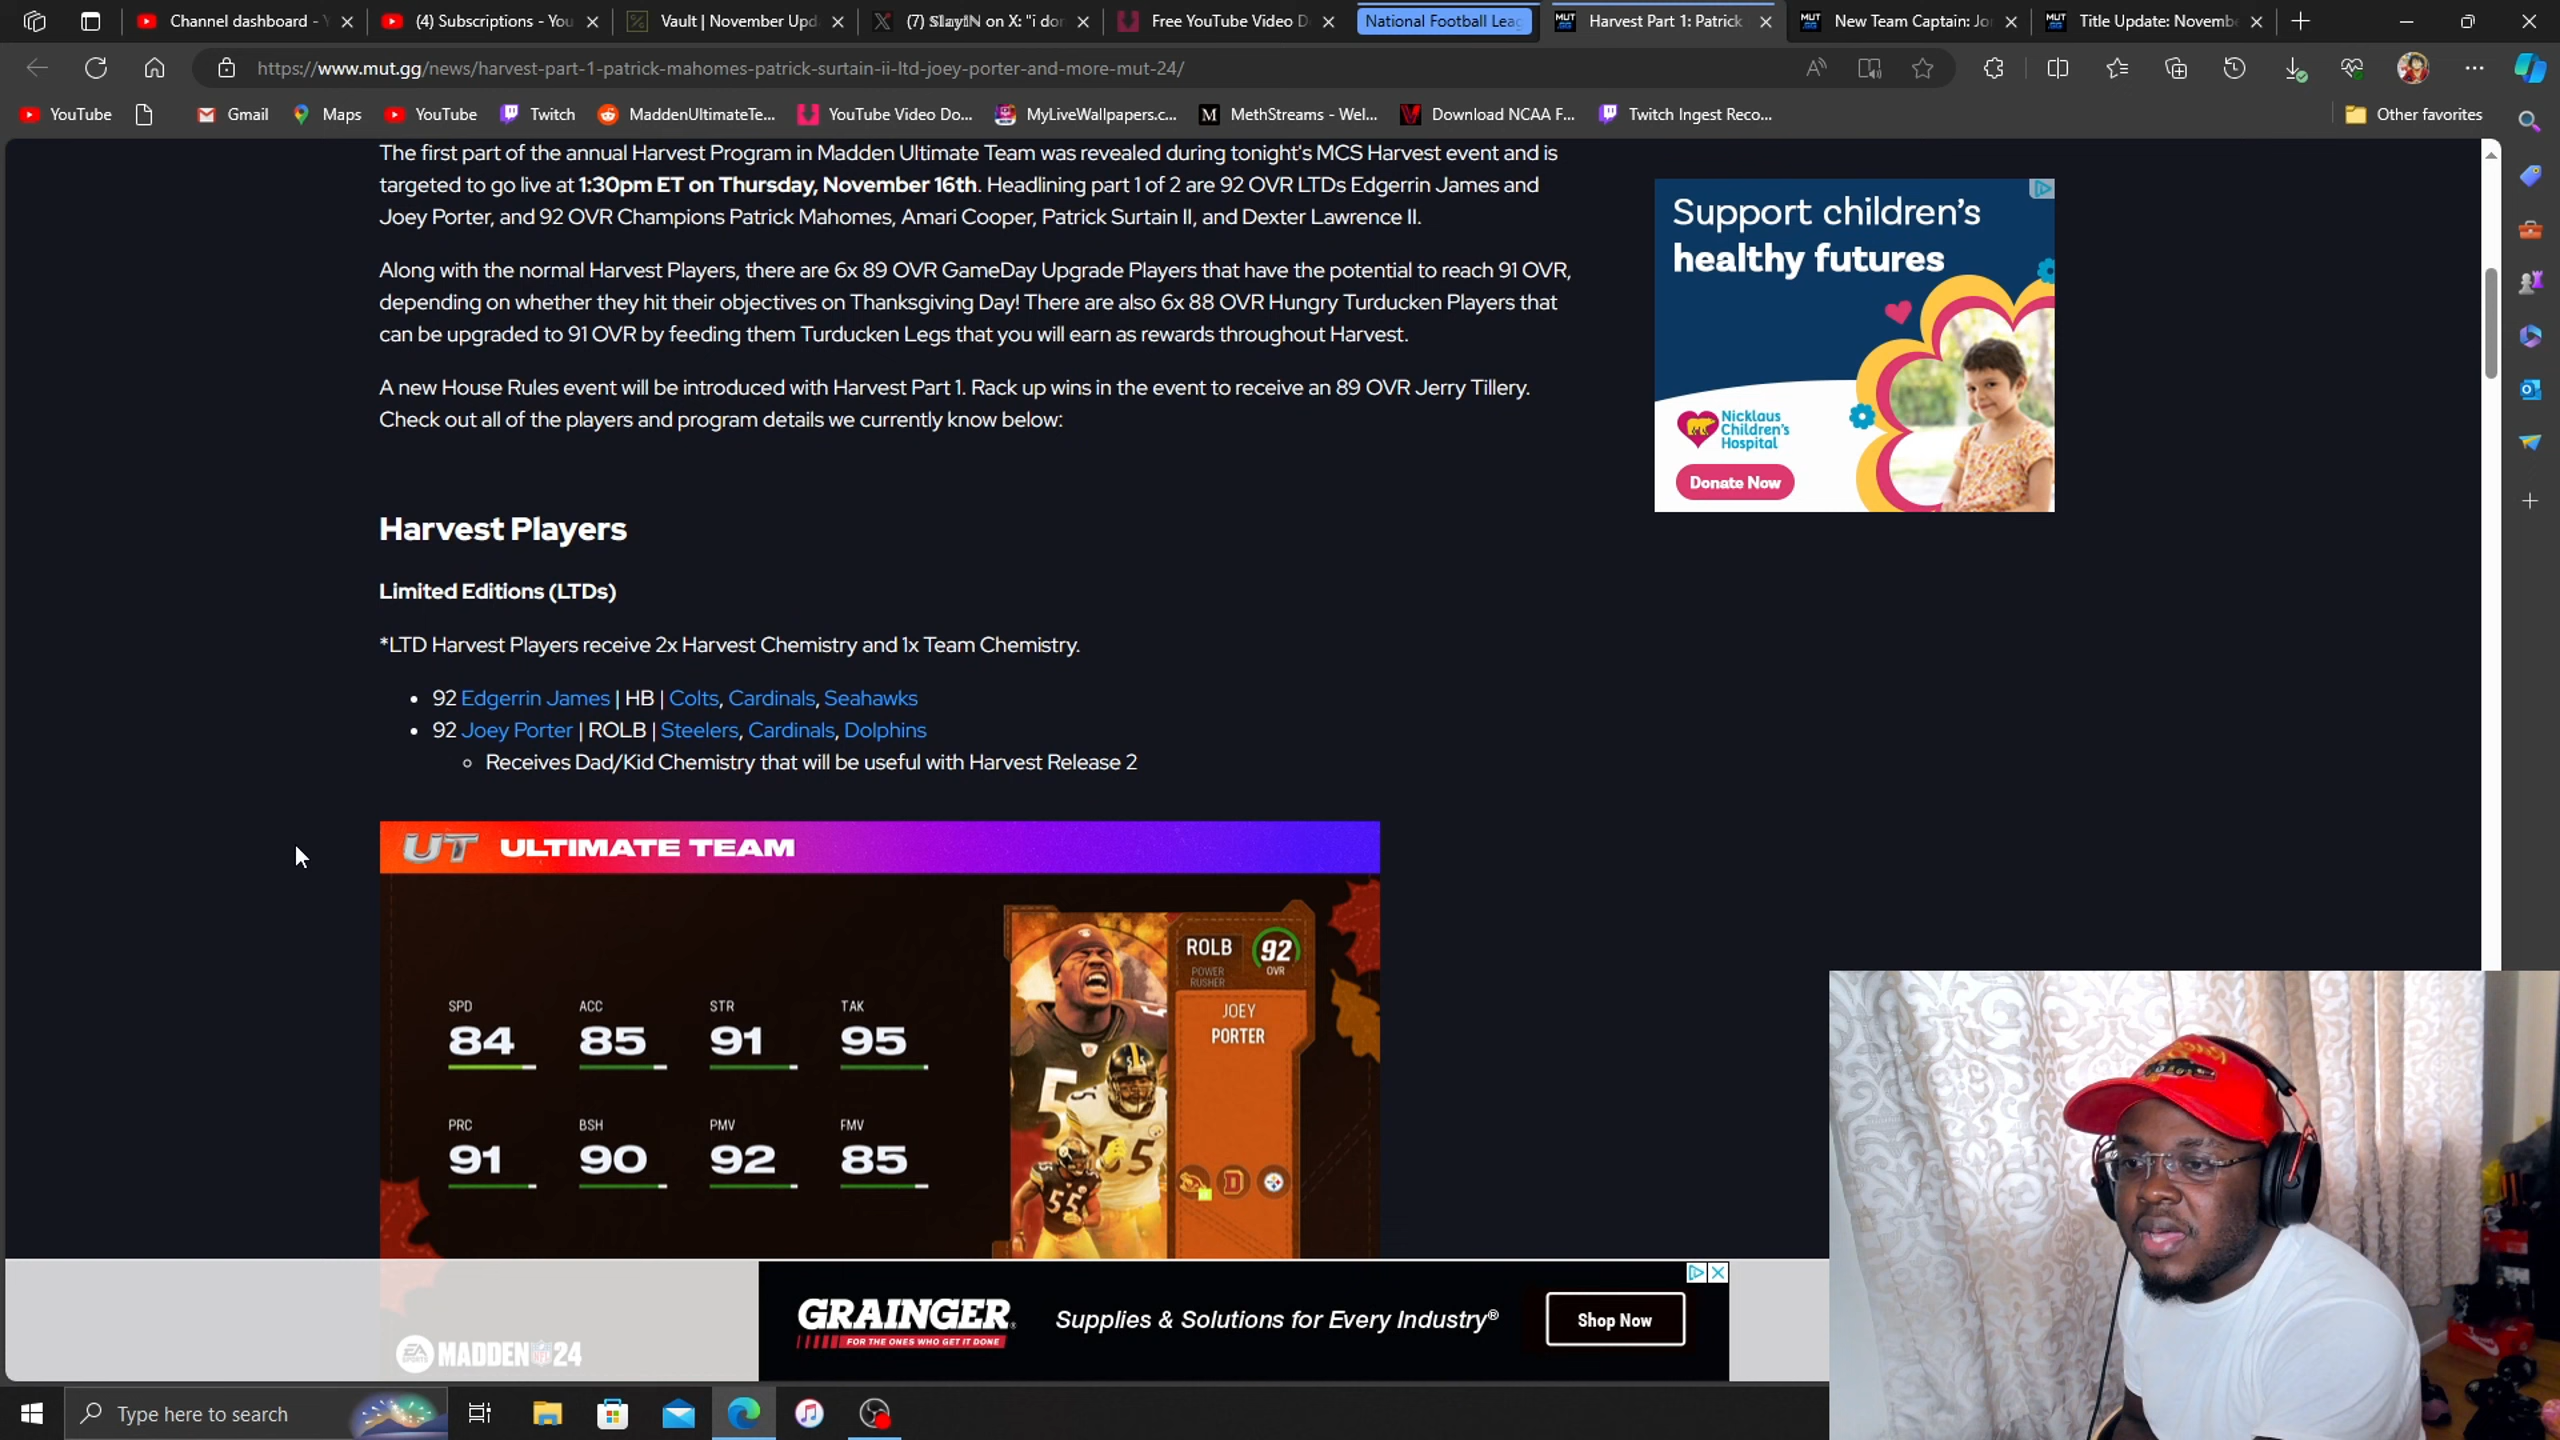 Channel dashboard - Y
(4) Subscriptions - You
Vault | November Upd
(7) SlayIN on X: "i don
Free YouTube Video D
National Football Leag
Harvest Part 1: Patrick
New Team Captain: Jo
Title Update: Novembe
https://www.mut.gg/news/harvest-part-1-patrick-mahomes-patrick-surtain-ii-ltd-joey-porter-and-more-mut-24/
YouTube
Gmail
Maps
YouTube
Twitch
MaddenUltimateTe...
YouTube Video Do...
MyLiveWallpapers.c...
MethStreams - Wel...
Download NCAA F...
Twitch Ingest Reco...
Other favorites
The first part of the annual Harvest Program in Madden Ultimate Team was revealed during tonight's MCS Harvest event and is
targeted to go live at 1:30pm ET on Thursday, November 16th. Headlining part 1 of 2 are 92 OVR LTDs Edgerrin James and
Joey Porter, and 92 OVR Champions Patrick Mahomes, Amari Cooper, Patrick Surtain II, and Dexter Lawrence II.
Along with the normal Harvest Players, there are 6x 89 OVR GameDay Upgrade Players that have the potential to reach 91 OVR,
depending on whether they hit their objectives on Thanksgiving Day! There are also 6x 88 OVR Hungry Turducken Players that
can be upgraded to 91 OVR by feeding them Turducken Legs that you will earn as rewards throughout Harvest.
A new House Rules event will be introduced with Harvest Part 1. Rack up wins in the event to receive an 89 OVR Jerry Tillery.
Check out all of the players and program details we currently know below:
Support children's
healthy futures
Nicklaus
Children's
Hospital
Donate Now
Harvest Players
Limited Editions (LTDs)
*LTD Harvest Players receive 2x Harvest Chemistry and 1x Team Chemistry.
• 92 Edgerrin James | HB | Colts, Cardinals, Seahawks
• 92 Joey Porter | ROLB | Steelers, Cardinals, Dolphins
Receives Dad/Kid Chemistry that will be useful with Harvest Release 2
UT ULTIMATE TEAM
SPD
84
ACC
85
STR
91
TAK
95
PRC
91
BSH
90
PMV
92
FMV
85
ROLB
POWER
RUSHER
92
OVR
JOEY
PORTER
EA SPORTS MADDEN NFL 24
GRAINGER
FOR THE ONES WHO GET IT DONE
Supplies & Solutions for Every Industry®
Shop Now
Type here to search